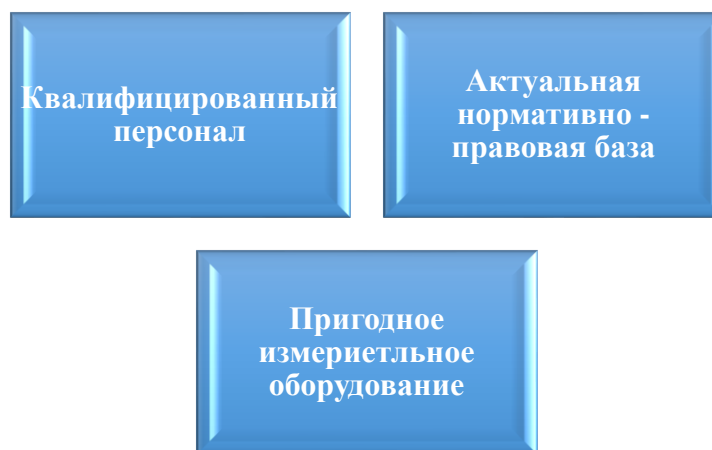 Квалифицированный
персонал
Актуальная
нормативно -
правовая база
Пригодное
измериетльное
оборудование